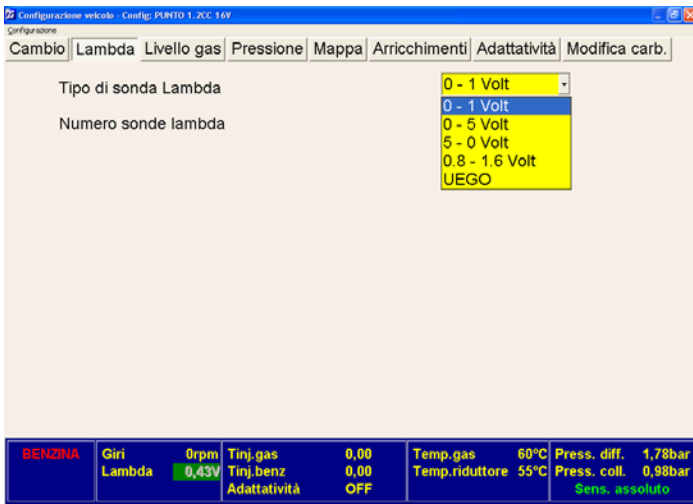 Configurazione veicolo - Config: PUNTO 1.2CC 16V
Configurazione
Cambio Lambda Livello gas Pressione Mappa Arricchimenti Adattatività Modifica carb.
Tipo di sonda Lambda 0 - 1 Volt
0 - 1 Volt
Numero sonde lambda 0 - 5 Volt
5 - 0 Volt
0.8 - 1.6 Volt
UEGO
BENZINA Giri 0rpm Tinj.gas 0,00 Temp.gas 60°C Press. diff. 1,78bar
Lambda 0,43V Tinj.benz 0,00 Temp.riduttore 55°C Press. coll. 0,98bar
Adattatività OFF Sens. assoluto